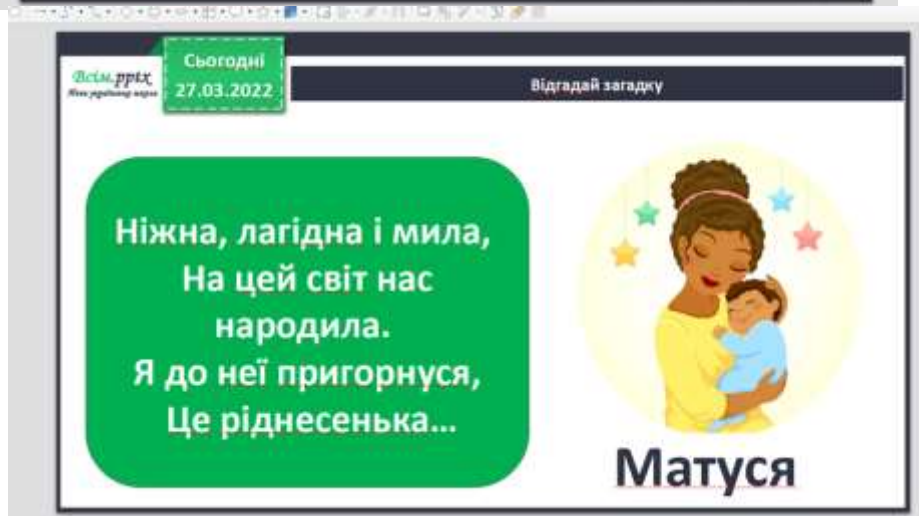 Сьогодні
27.03.2022
Всім.pptx
Відгадай загадку
Ніжна, лагідна і мила,
На цей світ нас
народила.
Я до неї пригорнуся,
Це ріднесенька...
Матуся